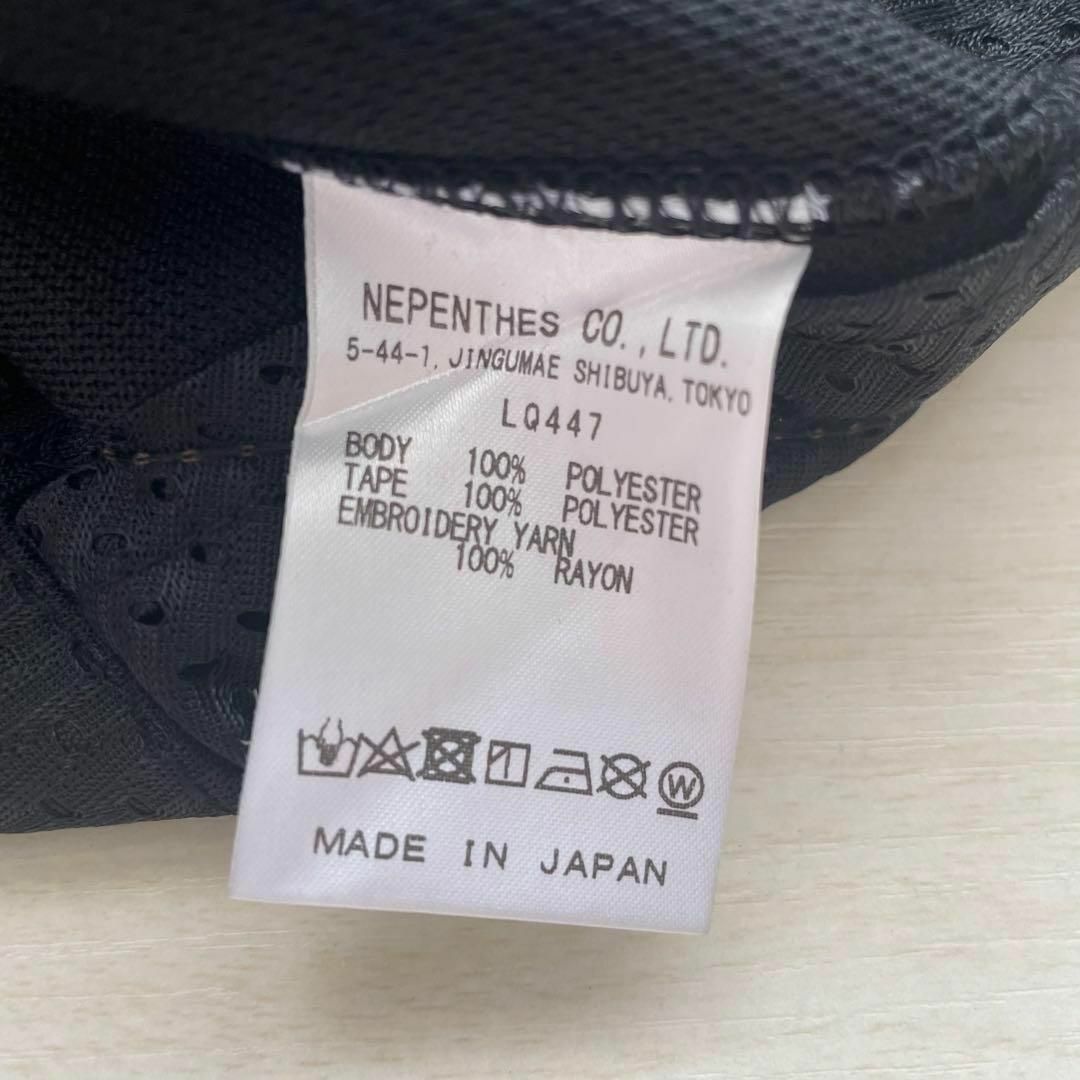 NEPENTHES CO., LTD.
5-44-1, JINGUMAE SHIBUYA, TOKYO
LQ447
BODY 100% POLYESTER
TAPE 100% POLYESTER
EMBROIDERY YARN
100% RAYON
W
MADE IN JAPAN